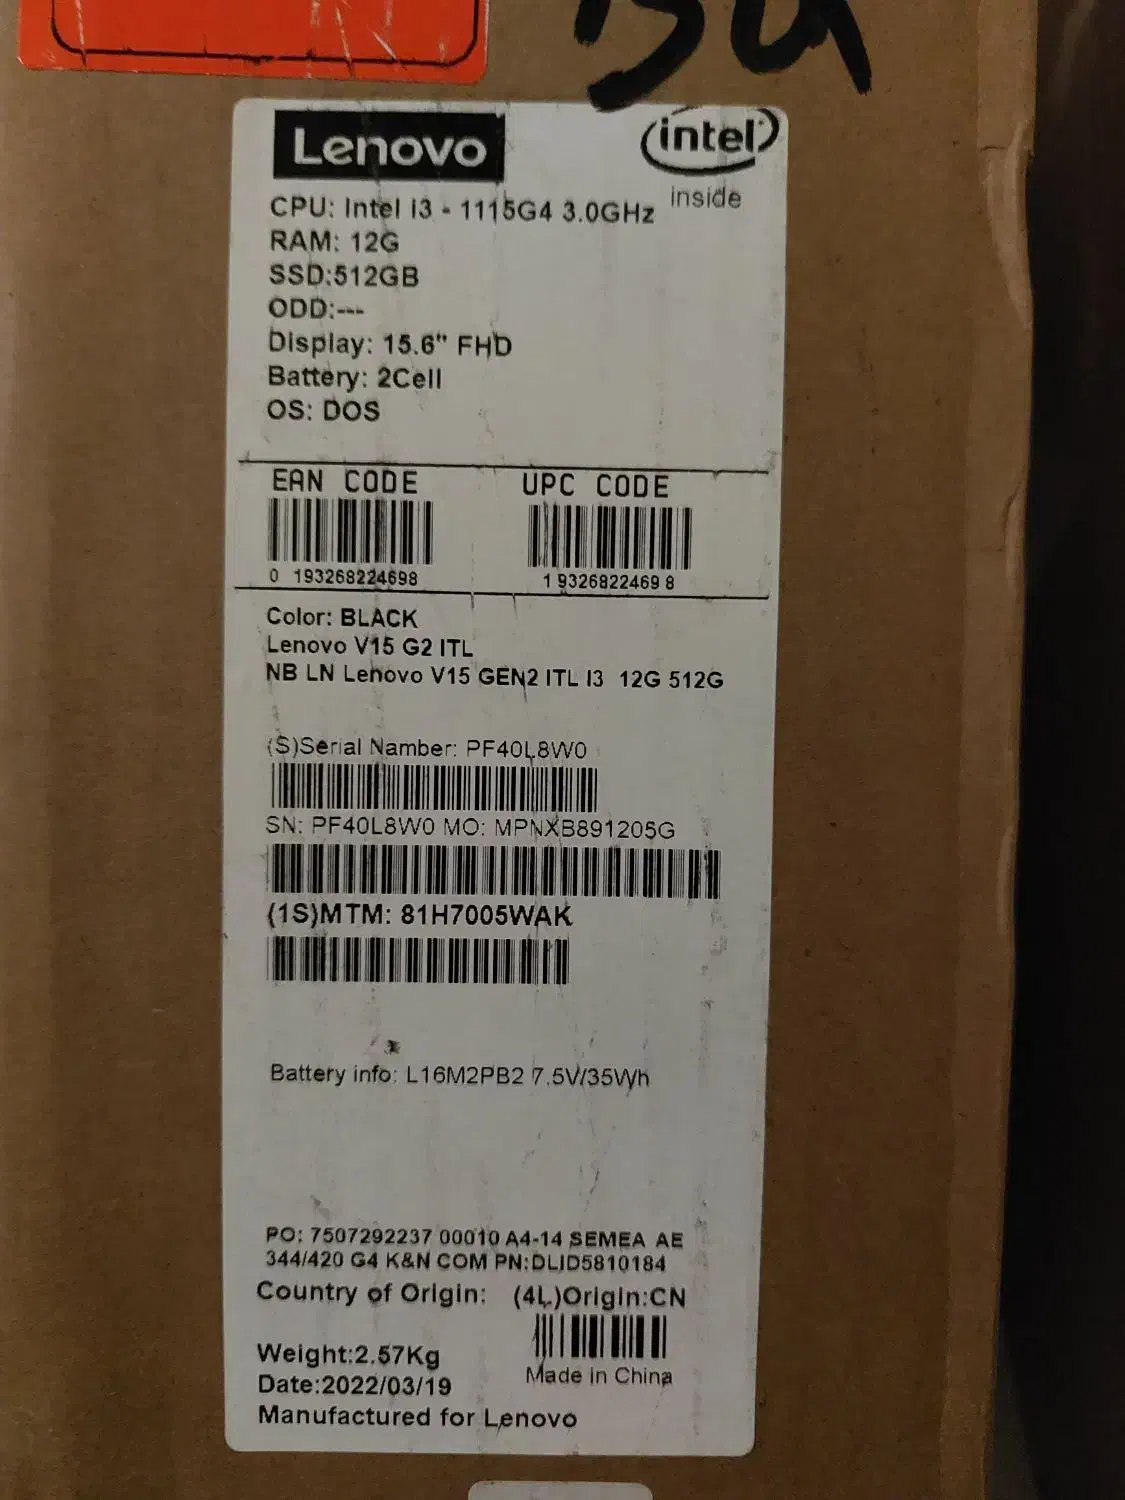 Lenovo
intel
inside
CPU: Intel i3 - 1115G4 3.0GHz
RAM: 12G
SSD:512GB
ODD:---
Display: 15.6" FHD
Battery: 2Cell
OS: DOS
EAN CODE
UPC CODE
0 193268224698
1 9326822469 8
Color: BLACK
Lenovo V15 G2 ITL
NB LN Lenovo V15 GEN2 ITL I3 12G 512G
(S)Serial Namber: PF40L8W0
SN: PF40L8W0 MO: MPNXB891205G
(1S)MTM: 81H7005WAK
Battery info: L16M2PB2 7.5V/35Wh
PO: 7507292237 00010 A4-14 SEMEA AE
344/420 G4 K&N COM PN:DLID5810184
Country of Origin: (4L)Origin:CN
Weight:2.57Kg
Made in China
Date:2022/03/19
Manufactured for Lenovo